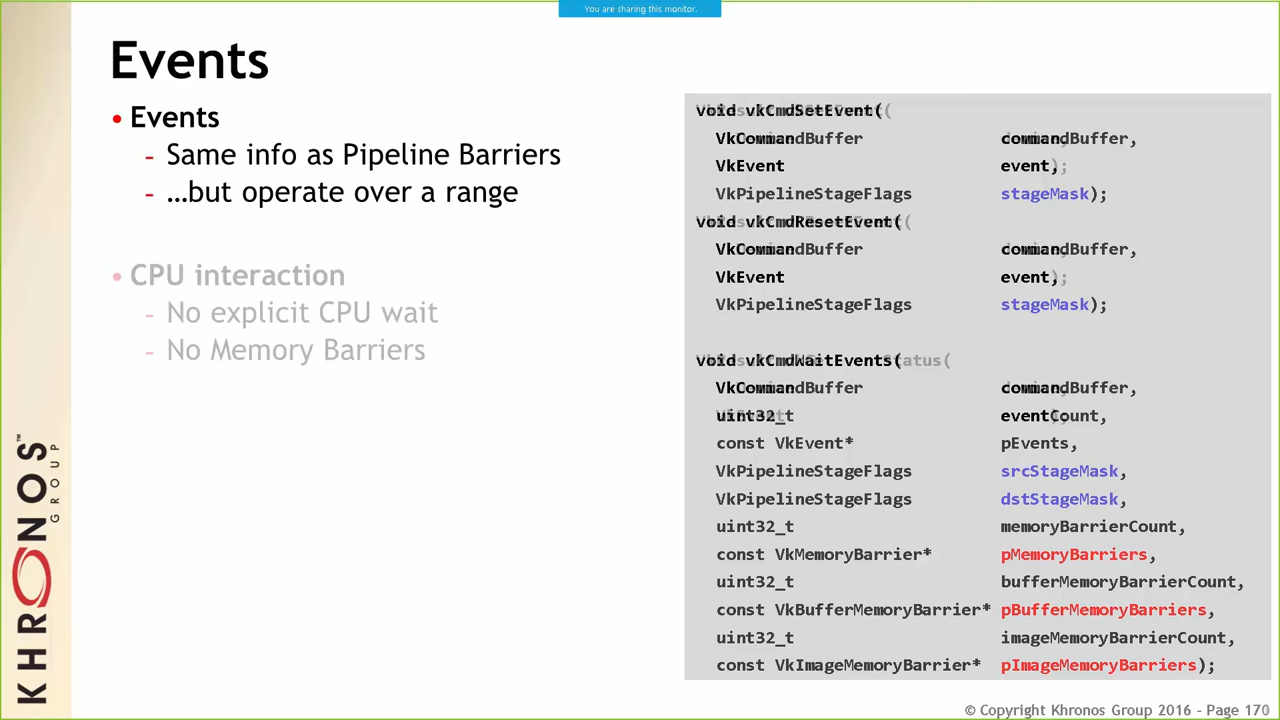 You are sharing this monitor.
Events
• Events
- Same info as Pipeline Barriers
- …but operate over a range
• CPU interaction
- No explicit CPU wait
- No Memory Barriers
void vkCmdSetEvent(
VkCommandBuffer commandBuffer,
VkEvent event,
VkPipelineStageFlags stageMask);
void vkCmdResetEvent(
VkCommandBuffer commandBuffer,
VkEvent event,
VkPipelineStageFlags stageMask);
void vkCmdWaitEvents(
VkCommandBuffer commandBuffer,
uint32_t eventCount,
const VkEvent* pEvents,
VkPipelineStageFlags srcStageMask,
VkPipelineStageFlags dstStageMask,
uint32_t memoryBarrierCount,
const VkMemoryBarrier* pMemoryBarriers,
uint32_t bufferMemoryBarrierCount,
const VkBufferMemoryBarrier* pBufferMemoryBarriers,
uint32_t imageMemoryBarrierCount,
const VkImageMemoryBarrier* pImageMemoryBarriers);
KHRONOS™
GROUP
© Copyright Khronos Group 2016 - Page 170